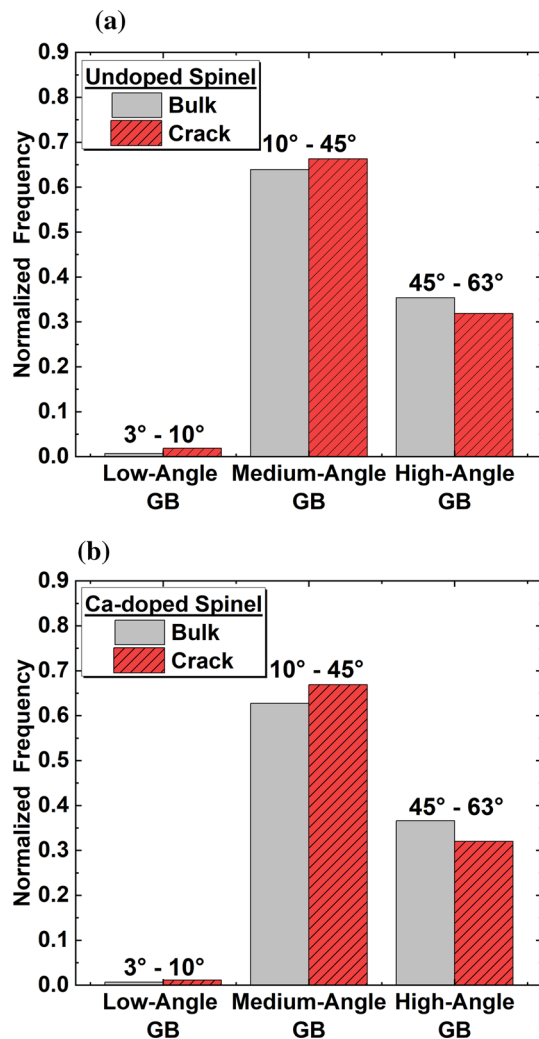 (a)
0.9
0.8
0.7
0.6
0.5
0.4
0.3
0.2
0.1
0.0
Normalized Frequency
Undoped Spinel
Bulk
Crack
10° - 45°
45° - 63°
3° - 10°
Low-Angle GB
Medium-Angle GB
High-Angle GB
(b)
0.9
0.8
0.7
0.6
0.5
0.4
0.3
0.2
0.1
0.0
Normalized Frequency
Ca-doped Spinel
Bulk
Crack
10° - 45°
45° - 63°
3° - 10°
Low-Angle GB
Medium-Angle GB
High-Angle GB